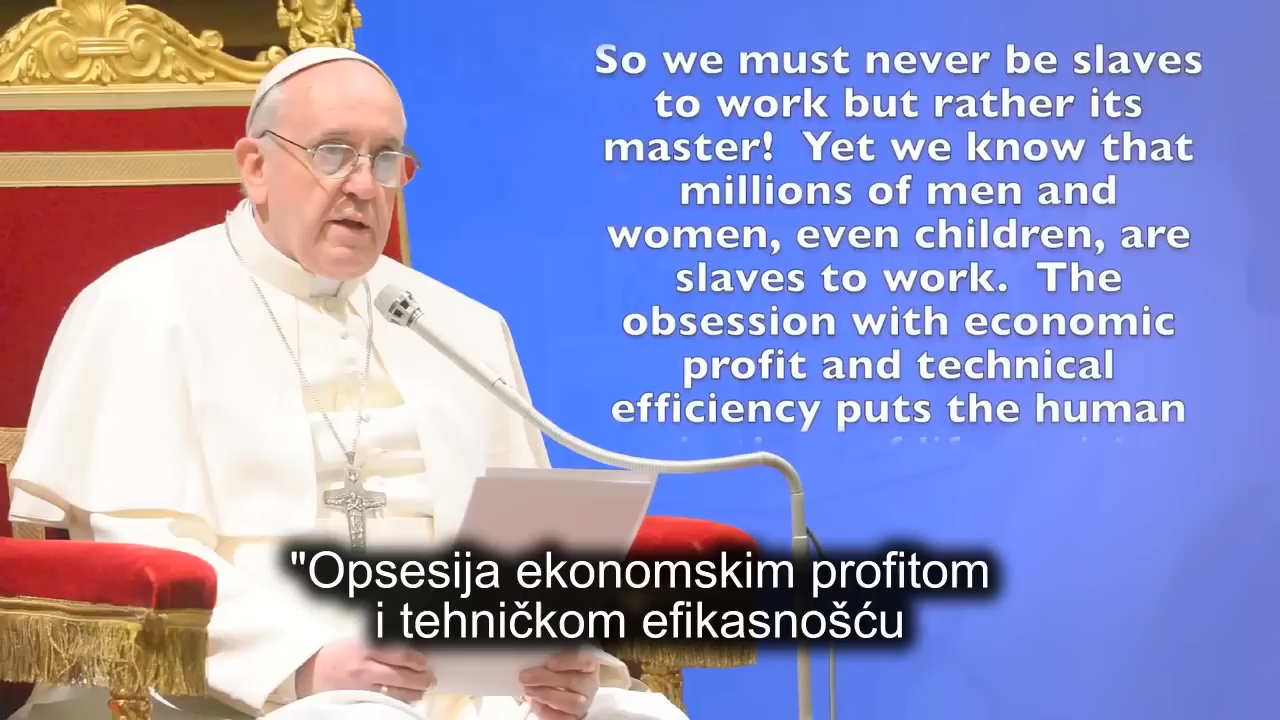 So we must never be slaves
to work but rather its
master!  Yet we know that
millions of men and
women, even children, are
slaves to work.  The
obsession with economic
profit and technical
efficiency puts the human
"Opsesija ekonomskim profitom
i tehničkom efikasnošću